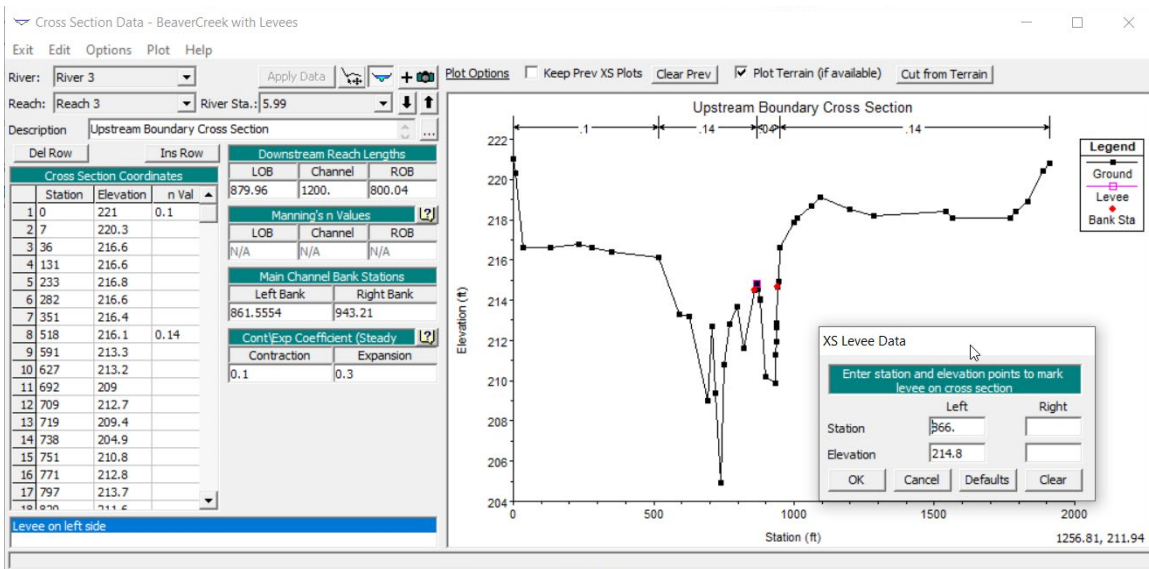 Cross Section Data - BeaverCreek with Levees
Exit Edit Options Plot Help
River: River 3 Apply Data Plot Options Keep Prev XS Plots Clear Prev Plot Terrain (if available) Cut from Terrain
Reach: Reach 3 River Sta.: 5.99
Description Upstream Boundary Cross Section ...
Del Row Ins Row
Cross Section Coordinates
Station Elevation n Val
1 0 221 0.1
2 7 220.3
3 36 216.6
4 131 216.6
5 233 216.8
6 282 216.6
7 351 216.4
8 518 216.1 0.14
9 591 213.3
10 627 213.2
11 692 209
12 709 212.7
13 719 209.4
14 738 204.9
15 751 210.8
16 771 212.8
17 797 213.7
18 820 211.6
Downstream Reach Lengths
LOB Channel ROB
879.96 1200. 800.04
Manning's n Values
LOB Channel ROB
N/A N/A N/A
Main Channel Bank Stations
Left Bank Right Bank
861.5554 943.21
Cont\Exp Coefficient (Steady
Contraction Expansion
0.1 0.3
Levee on left side
Upstream Boundary Cross Section
.1 .14 .04 .14
222
220
218
216
214
212
210
208
206
204
Elevation (ft)
0 500 1000 1500 2000
Station (ft)
1256.81, 211.94
Legend
Ground
Levee
Bank Sta
XS Levee Data
Enter station and elevation points to mark
levee on cross section
Left Right
Station 866.
Elevation 214.8
OK Cancel Defaults Clear